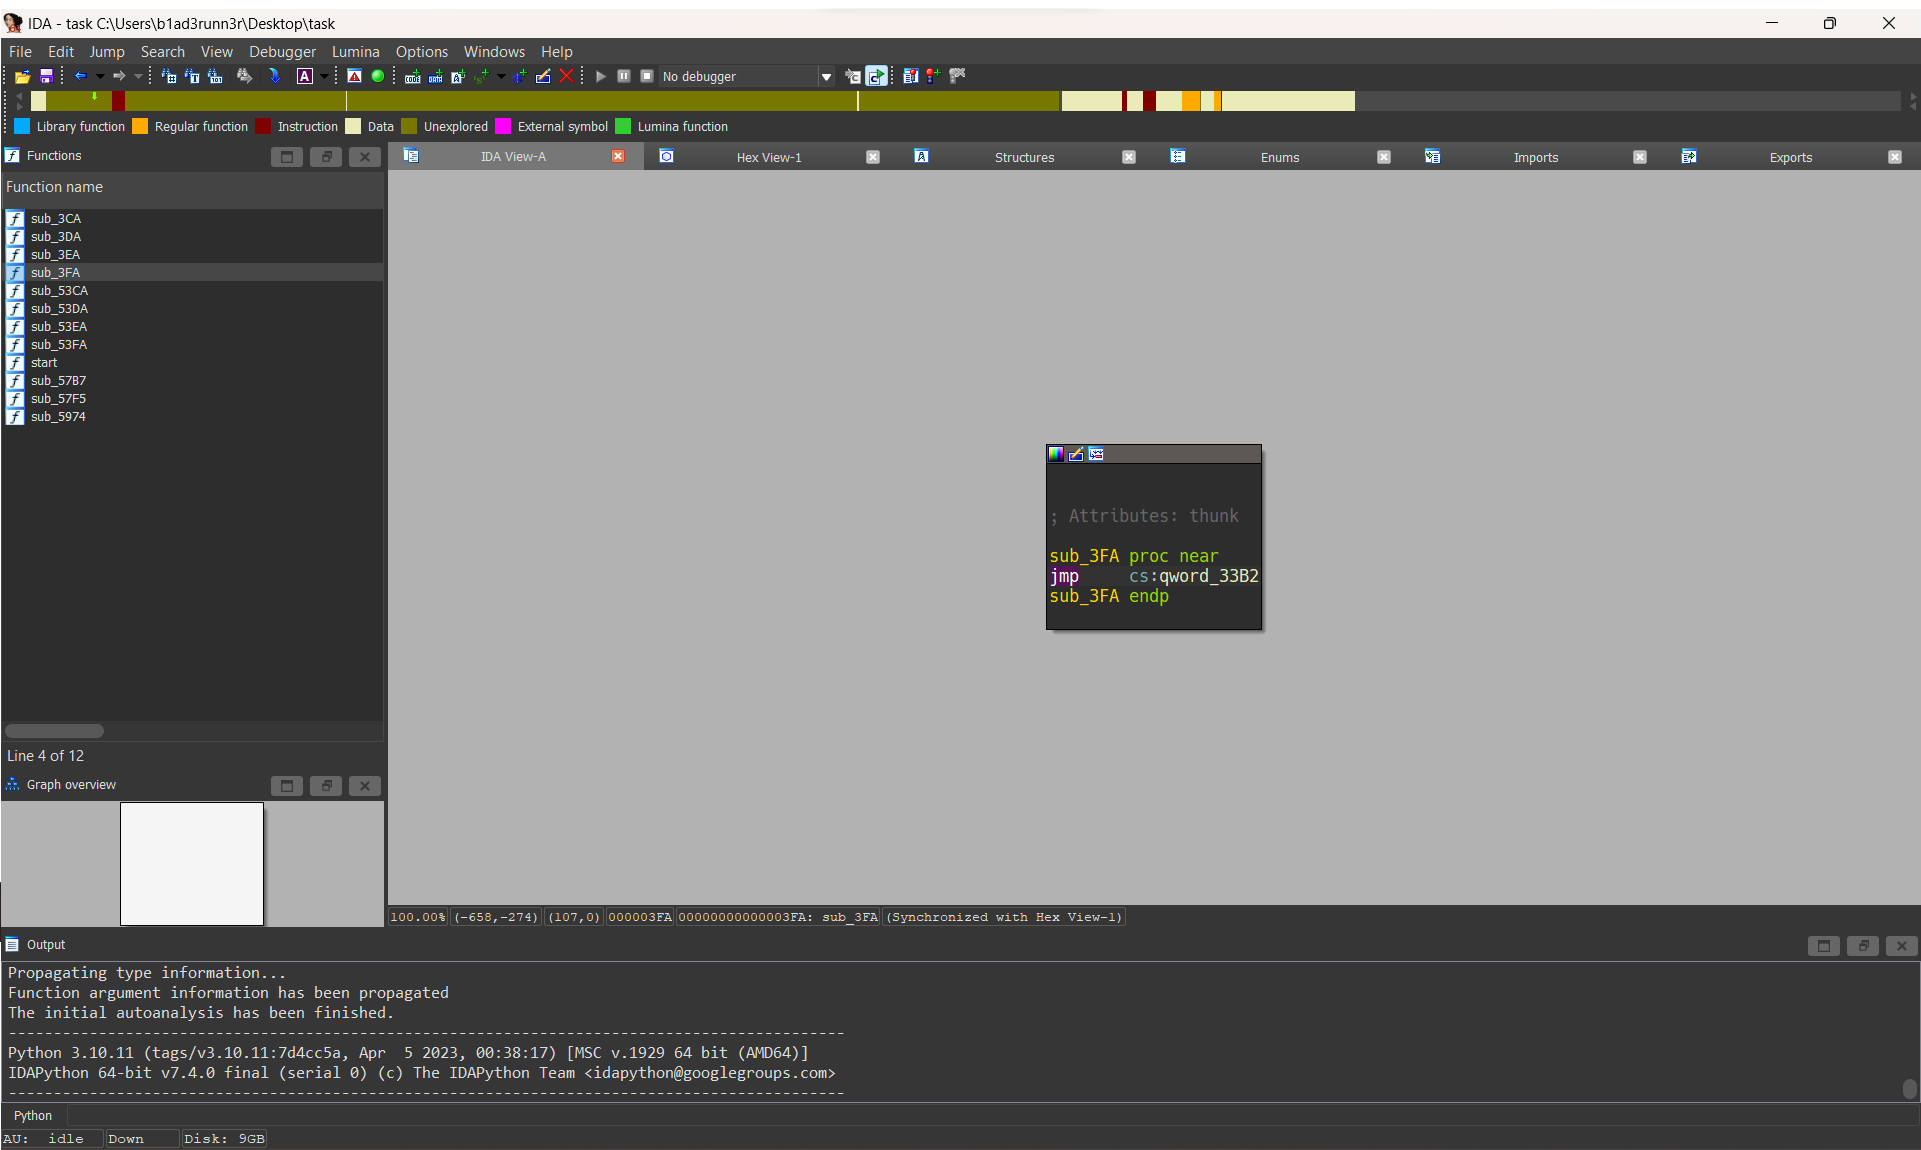 IDA - task C:\Users\b1ad3runn3r\Desktop\task
File Edit Jump Search View Debugger Lumina Options Windows Help
No debugger
Library function Regular function Instruction Data Unexplored External symbol Lumina function
Functions
IDA View-A Hex View-1 Structures Enums Imports Exports
Function name
sub_3CA
sub_3DA
sub_3EA
sub_3FA
sub_53CA
sub_53DA
sub_53EA
sub_53FA
start
sub_57B7
sub_57F5
sub_5974
Line 4 of 12
Graph overview
; Attributes: thunk
sub_3FA proc near
jmp cs:qword_33B2
sub_3FA endp
100.00% (-658,-274) (107,0) 000003FA 00000000000003FA: sub_3FA (Synchronized with Hex View-1)
Output
Propagating type information...
Function argument information has been propagated
The initial autoanalysis has been finished.
---------------------------------------------------------------------------------------------
Python 3.10.11 (tags/v3.10.11:7d4cc5a, Apr  5 2023, 00:38:17) [MSC v.1929 64 bit (AMD64)]
IDAPython 64-bit v7.4.0 final (serial 0) (c) The IDAPython Team <idapython@googlegroups.com>
---------------------------------------------------------------------------------------------
Python
AU: idle Down Disk: 9GB